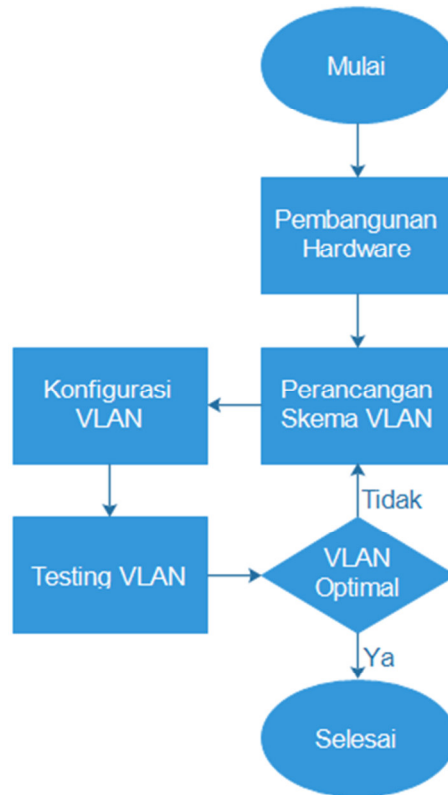 Mulai
Pembangunan
Hardware
Perancangan
Skema VLAN
Konfigurasi
VLAN
Testing VLAN
VLAN
Optimal
Tidak
Ya
Selesai